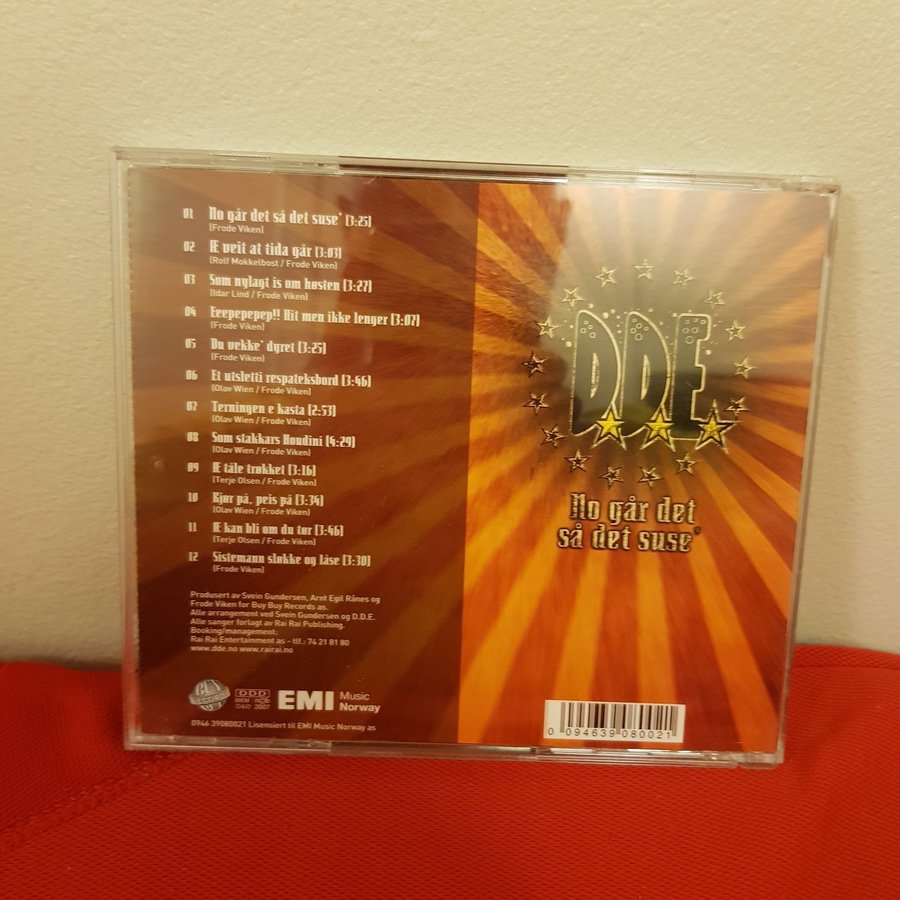 01 No går det så det suse' (3:25)
(Frode Viken)
02 Æ veit at tida går (3:03)
(Rolf Mokkelbost / Frode Viken)
03 Som nylagt is om høsten (3:27)
(Idar Lind / Frode Viken)
04 Eeepepepep!! Hit men ikke lenger (3:07)
(Frode Viken)
05 Du vekke' dyret (3:25)
(Frode Viken)
06 Et utsletti respateksbord (3:46)
(Olav Wien / Frode Viken)
07 Terningen e kasta (2:53)
(Olav Wien / Frode Viken)
08 Som stakkars Houdini (4:29)
(Olav Wien / Frode Viken)
09 Æ tåle trøkket (3:16)
(Terje Olsen / Frode Viken)
10 Kjør på, peis på (3:34)
(Olav Wien / Frode Viken)
11 Æ kan bli om du tør (3:46)
(Terje Olsen / Frode Viken)
12 Sistemann sløkke og låse (3:30)
(Frode Viken)
Produsert av Svein Gundersen, Arnt Egil Rånes og
Frode Viken for Buy Buy Records as.
Alle arrangement ved Svein Gundersen og D.D.E.
Alle sanger forlagt av Rai Rai Publishing.
Booking/management:
Rai Rai Entertainment as - tlf.: 74 21 81 80
www.dde.no www.rairai.no
RECORDS
DDD
2007
EMI Music
Norway
0946 39080021 Lisensiert til EMI Music Norway as
D.D.E.
No går det
så det suse'
0 094639 080021